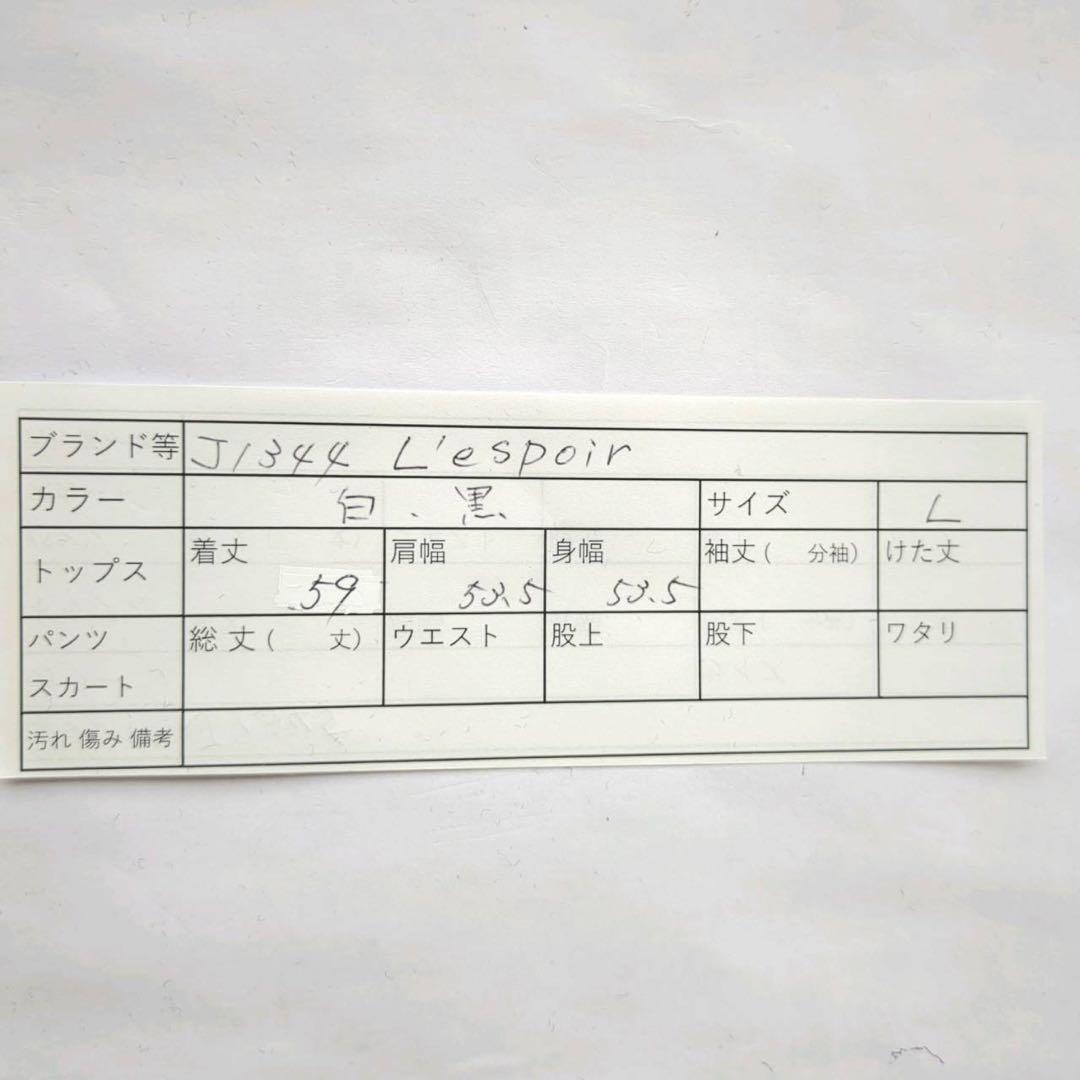 ブランド等 J1344 L'espoir
カラー 白、黒 サイズ L
トップス 着丈 59 肩幅 53.5 身幅 53.5 袖丈( 分袖) けた丈
パンツ スカート 総丈( 丈) ウエスト 股上 股下 ワタリ
汚れ 傷み 備考